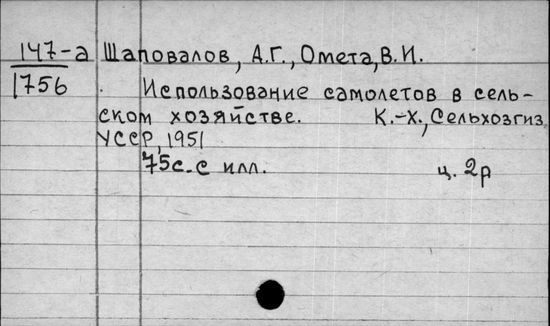 147-а Шаповалов, А.Г., Омета, В.И.
1756 Использование самолетов в сель-
ском хозяйстве. К.-Х., Сельхозгиз
УССР, 1951
75с. с илл. ц. 2р